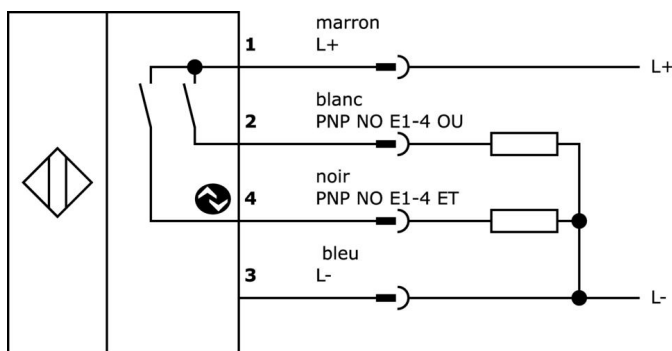 marron
1 L+
L+
blanc
2 PNP NO E1-4 OU
noir
4 PNP NO E1-4 ET
bleu
3 L-
L-